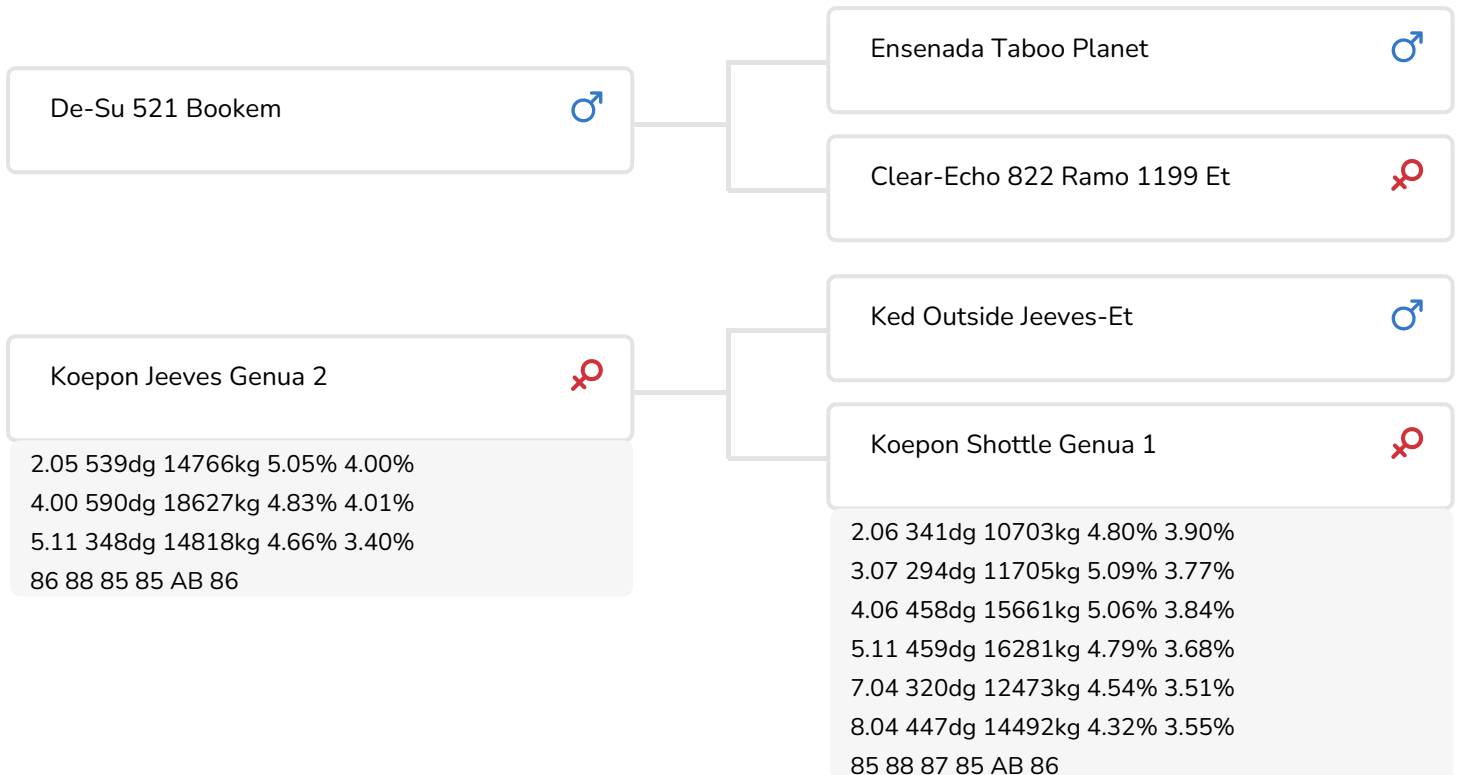 De-Su 521 Bookem
Ensenada Taboo Planet
Clear-Echo 822 Ramo 1199 Et
Koepon Jeeves Genua 2
2.05 539dg 14766kg 5.05% 4.00%
4.00 590dg 18627kg 4.83% 4.01%
5.11 348dg 14818kg 4.66% 3.40%
86 88 85 85 AB 86
Ked Outside Jeeves-Et
Koepon Shottle Genua 1
2.06 341dg 10703kg 4.80% 3.90%
3.07 294dg 11705kg 5.09% 3.77%
4.06 458dg 15661kg 5.06% 3.84%
5.11 459dg 16281kg 4.79% 3.68%
7.04 320dg 12473kg 4.54% 3.51%
8.04 447dg 14492kg 4.32% 3.55%
85 88 87 85 AB 86